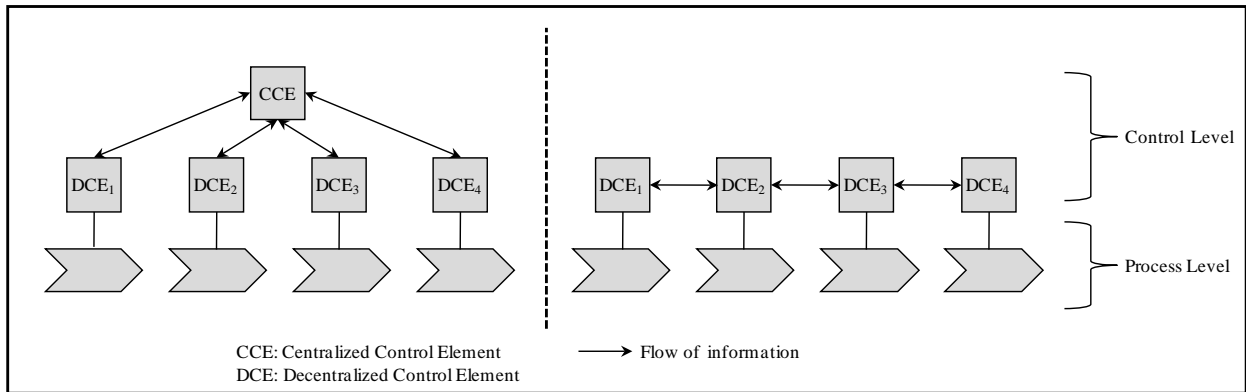 CCE
DCE₁
DCE₂
DCE₃
DCE₄
DCE₁
DCE₂
DCE₃
DCE₄
Control Level
Process Level
CCE: Centralized Control Element
Flow of information
DCE: Decentralized Control Element